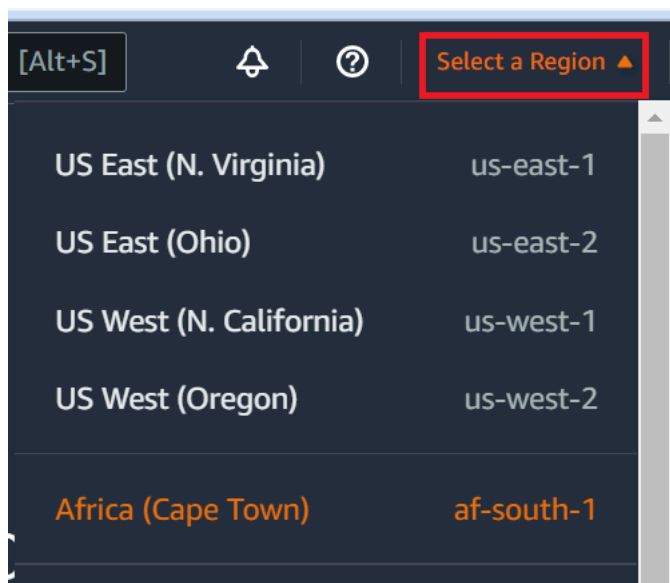 [Alt+S] Select a Region
US East (N. Virginia) us-east-1
US East (Ohio) us-east-2
US West (N. California) us-west-1
US West (Oregon) us-west-2
Africa (Cape Town) af-south-1